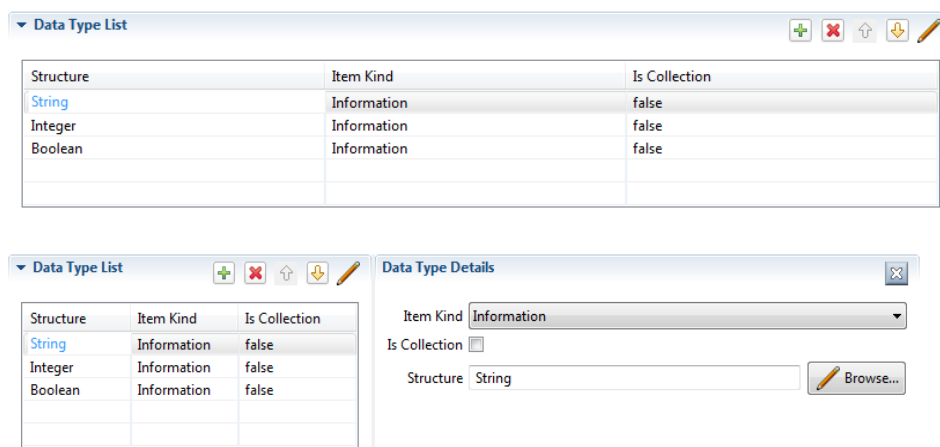 Data Type List
Structure Item Kind Is Collection
String Information false
Integer Information false
Boolean Information false
Data Type List
Structure Item Kind Is Collection
String Information false
Integer Information false
Boolean Information false
Data Type Details
Item Kind Information
Is Collection
Structure String Browse...